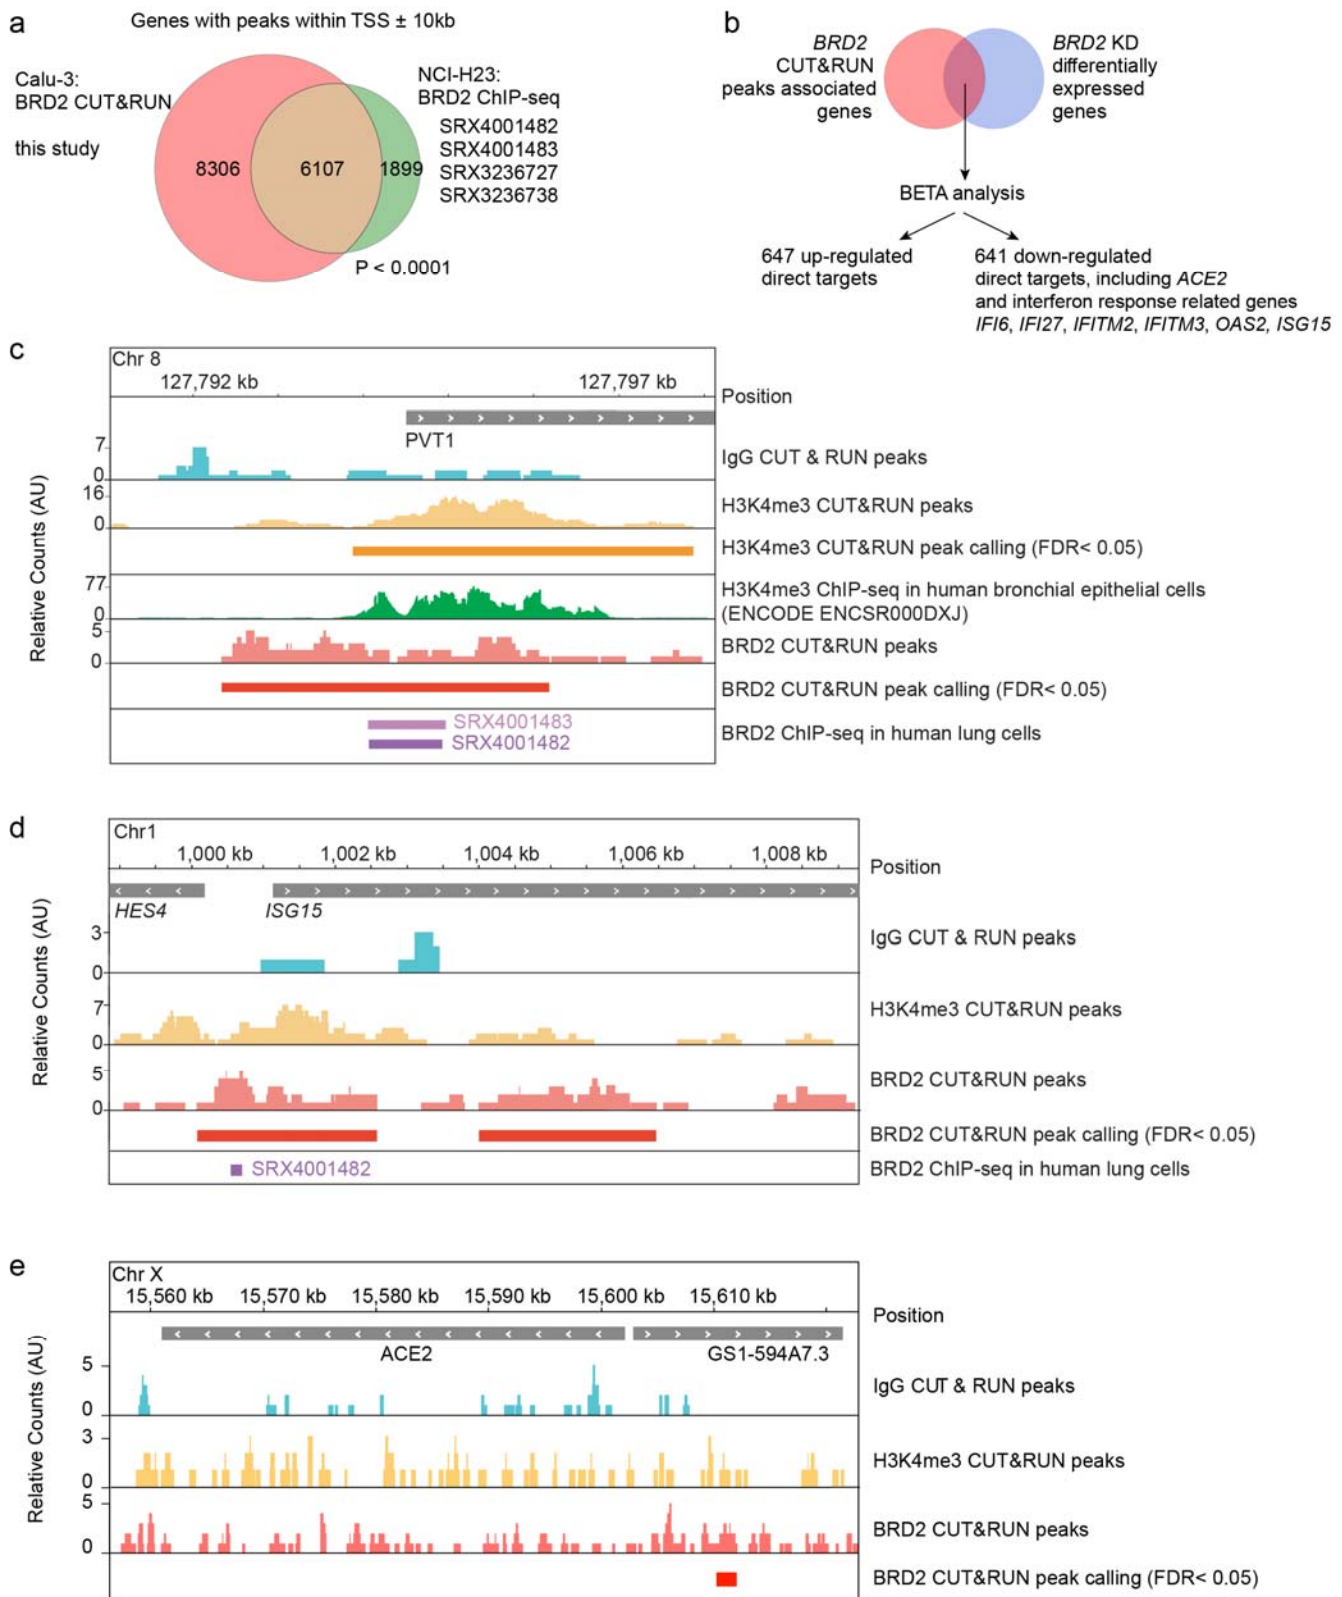 a
Genes with peaks within TSS ± 10kb
Calu-3:
BRD2 CUT&RUN
this study
NCI-H23:
BRD2 ChIP-seq
SRX4001482
SRX4001483
SRX3236727
SRX3236738
8306
6107
1899
P < 0.0001
b
BRD2
CUT&RUN
peaks associated
genes
BRD2 KD
differentially
expressed
genes
BETA analysis
647 up-regulated
direct targets
641 down-regulated
direct targets, including ACE2
and interferon response related genes
IFI6, IFI27, IFITM2, IFITM3, OAS2, ISG15
c
Relative Counts (AU)
Chr 8
127,792 kb
127,797 kb
Position
PVT1
7
0
IgG CUT & RUN peaks
16
0
H3K4me3 CUT&RUN peaks
H3K4me3 CUT&RUN peak calling (FDR< 0.05)
77
0
H3K4me3 ChIP-seq in human bronchial epithelial cells
(ENCODE ENCSR000DXJ)
5
0
BRD2 CUT&RUN peaks
BRD2 CUT&RUN peak calling (FDR< 0.05)
SRX4001483
SRX4001482
BRD2 ChIP-seq in human lung cells
d
Relative Counts (AU)
Chr1
1,000 kb
1,002 kb
1,004 kb
1,006 kb
1,008 kb
Position
HES4
ISG15
3
0
IgG CUT & RUN peaks
7
0
H3K4me3 CUT&RUN peaks
5
0
BRD2 CUT&RUN peaks
BRD2 CUT&RUN peak calling (FDR< 0.05)
SRX4001482
BRD2 ChIP-seq in human lung cells
e
Relative Counts (AU)
Chr X
15,560 kb
15,570 kb
15,580 kb
15,590 kb
15,600 kb
15,610 kb
Position
ACE2
GS1-594A7.3
5
0
IgG CUT & RUN peaks
3
0
H3K4me3 CUT&RUN peaks
5
0
BRD2 CUT&RUN peaks
BRD2 CUT&RUN peak calling (FDR< 0.05)